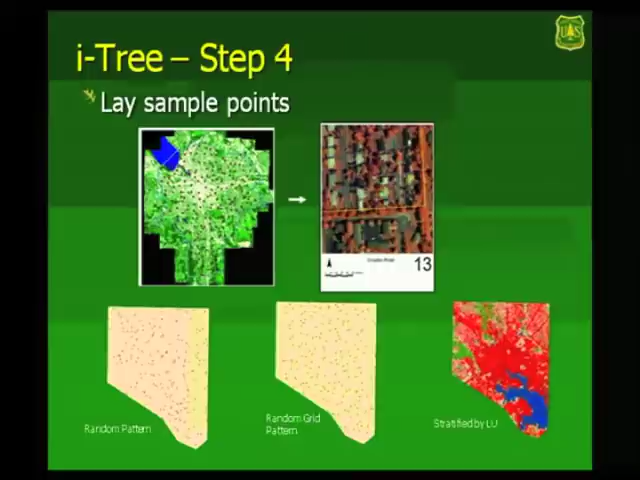 i-Tree – Step 4
Lay sample points
13
Random Pattern
Random Grid
Pattern
Stratified by LU